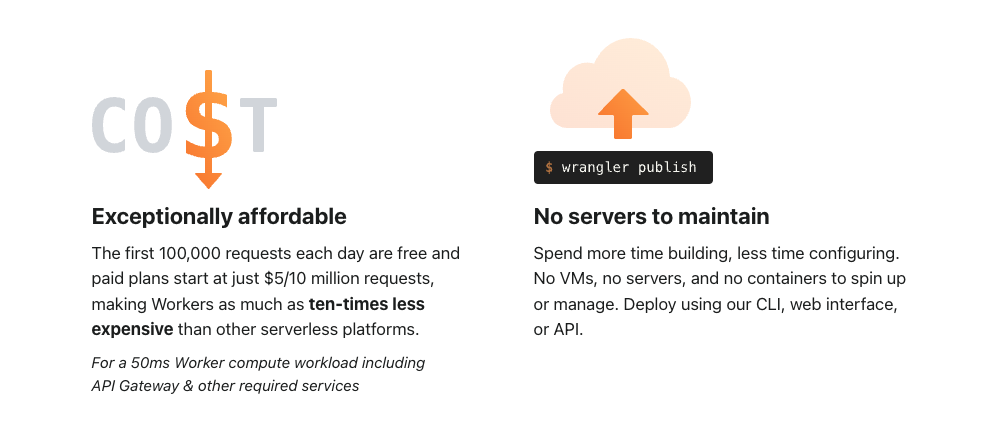 CO$T
Exceptionally affordable
The first 100,000 requests each day are free and
paid plans start at just $5/10 million requests,
making Workers as much as ten-times less
expensive than other serverless platforms.
For a 50ms Worker compute workload including
API Gateway & other required services
$ wrangler publish
No servers to maintain
Spend more time building, less time configuring.
No VMs, no servers, and no containers to spin up
or manage. Deploy using our CLI, web interface,
or API.